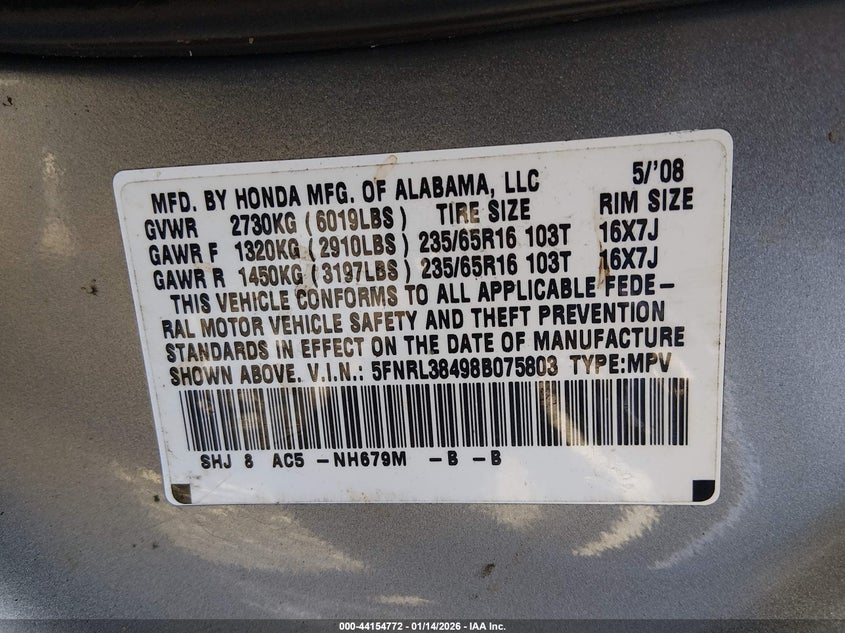 MFD. BY HONDA MFG. OF ALABAMA, LLC 5/'08
GVWR 2730KG (6019LBS) TIRE SIZE RIM SIZE
GAWR F 1320KG (2910LBS) 235/65R16 103T 16X7J
GAWR R 1450KG (3197LBS) 235/65R16 103T 16X7J
THIS VEHICLE CONFORMS TO ALL APPLICABLE FEDE-
RAL MOTOR VEHICLE SAFETY AND THEFT PREVENTION
STANDARDS IN EFFECT ON THE DATE OF MANUFACTURE
SHOWN ABOVE. V.I.N.: 5FNRL38498B075803 TYPE:MPV
SHJ 8 AC5 -NH679M -B -B
000-44154772 - 01/14/2026 - IAA Inc.